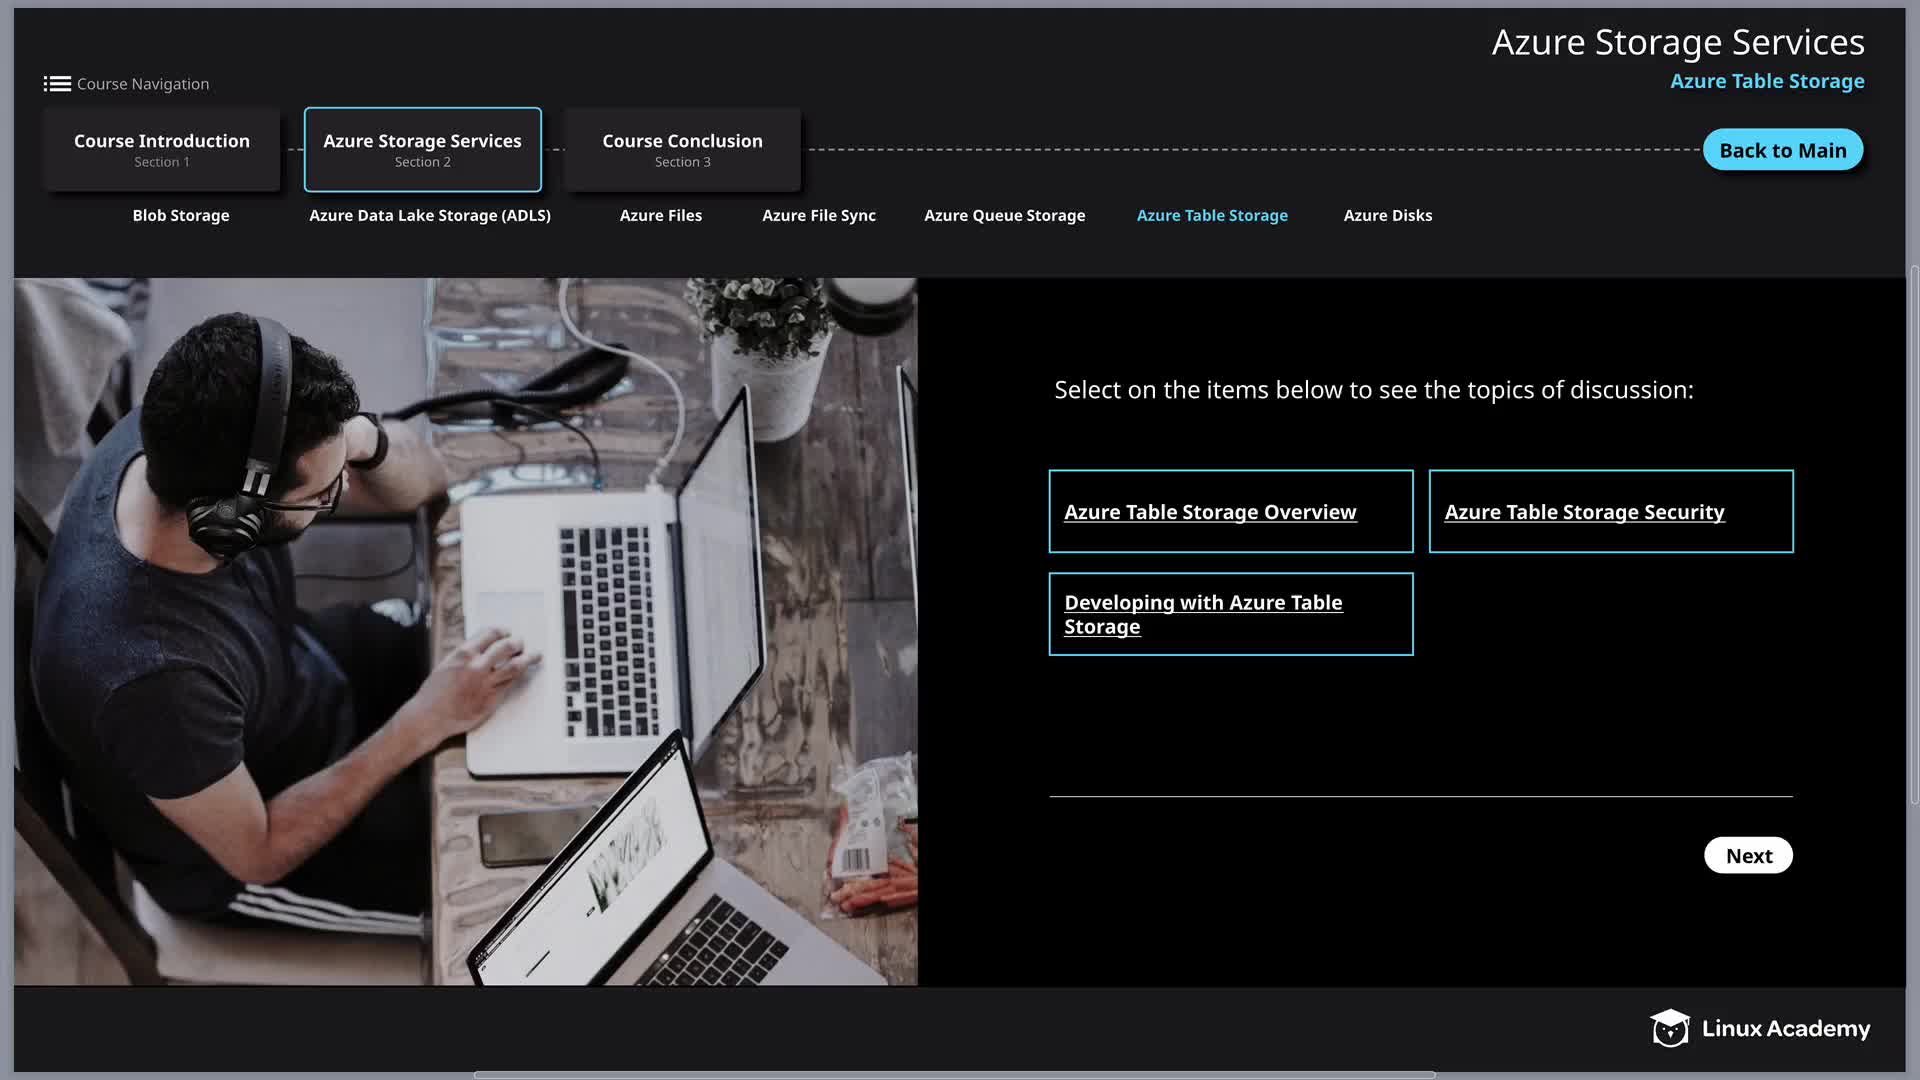 Azure Storage Services
Azure Table Storage
Course Navigation
Course Introduction
Section 1
Azure Storage Services
Section 2
Course Conclusion
Section 3
Back to Main
Blob Storage
Azure Data Lake Storage (ADLS)
Azure Files
Azure File Sync
Azure Queue Storage
Azure Table Storage
Azure Disks
Select on the items below to see the topics of discussion:
Azure Table Storage Overview
Azure Table Storage Security
Developing with Azure Table
Storage
Next
Linux Academy